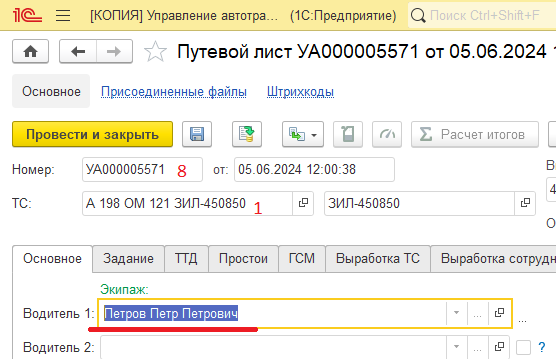 1С [КОПИЯ] Управление автотра... (1С:Предприятие) Поиск Ctrl+Shift+F
Путевой лист УА000005571 от 05.06.2024 1
Основное Присоединенные файлы Штрихкоды
Провести и закрыть Расчет итогов
Номер: УА000005571 8 от: 05.06.2024 12:00:38
ТС: А 198 ОМ 121 ЗИЛ-450850 1 ЗИЛ-450850 4
Основное Задание ТТД Простои ГСМ Выработка ТС Выработка сотрудн
Экипаж:
Водитель 1: Петров Петр Петрович ... ...
Водитель 2: ... ?